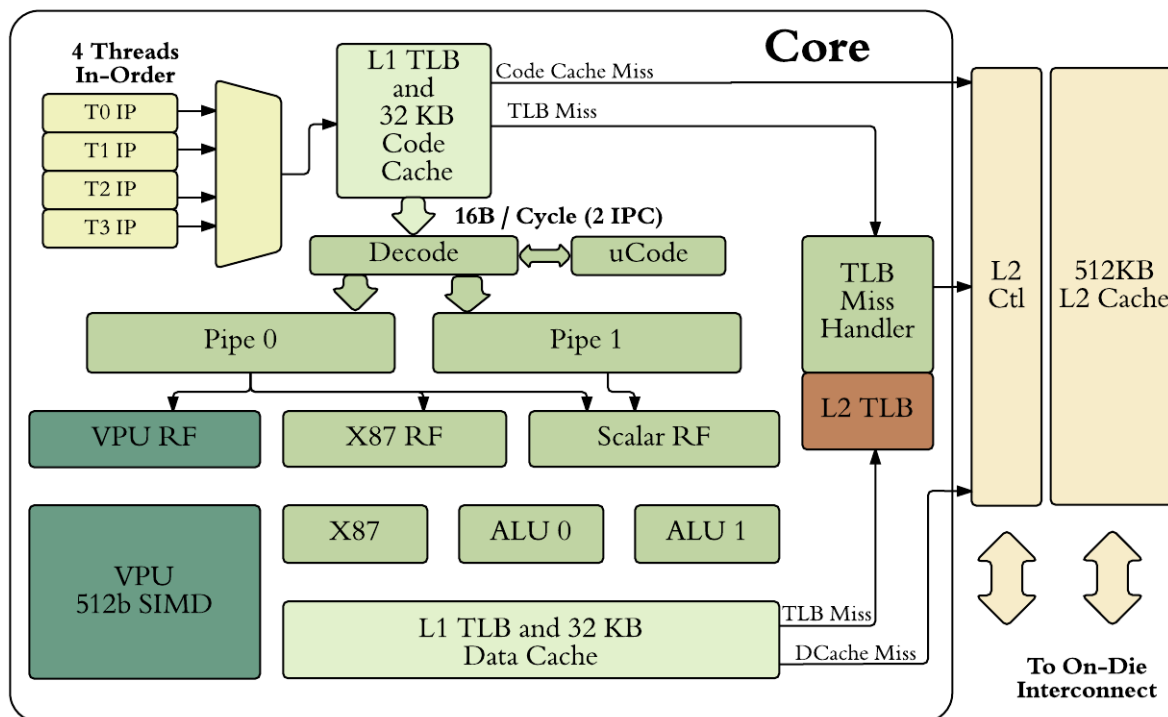 Core
4 Threads
In-Order
T0 IP
T1 IP
T2 IP
T3 IP
L1 TLB
and
32 KB
Code
Cache
Code Cache Miss
TLB Miss
16B / Cycle (2 IPC)
Decode
uCode
Pipe 0
Pipe 1
TLB
Miss
Handler
L2 TLB
L2
Ctl
512KB
L2 Cache
VPU RF
X87 RF
Scalar RF
VPU
512b SIMD
X87
ALU 0
ALU 1
L1 TLB and 32 KB
Data Cache
TLB Miss
DCache Miss
To On-Die
Interconnect